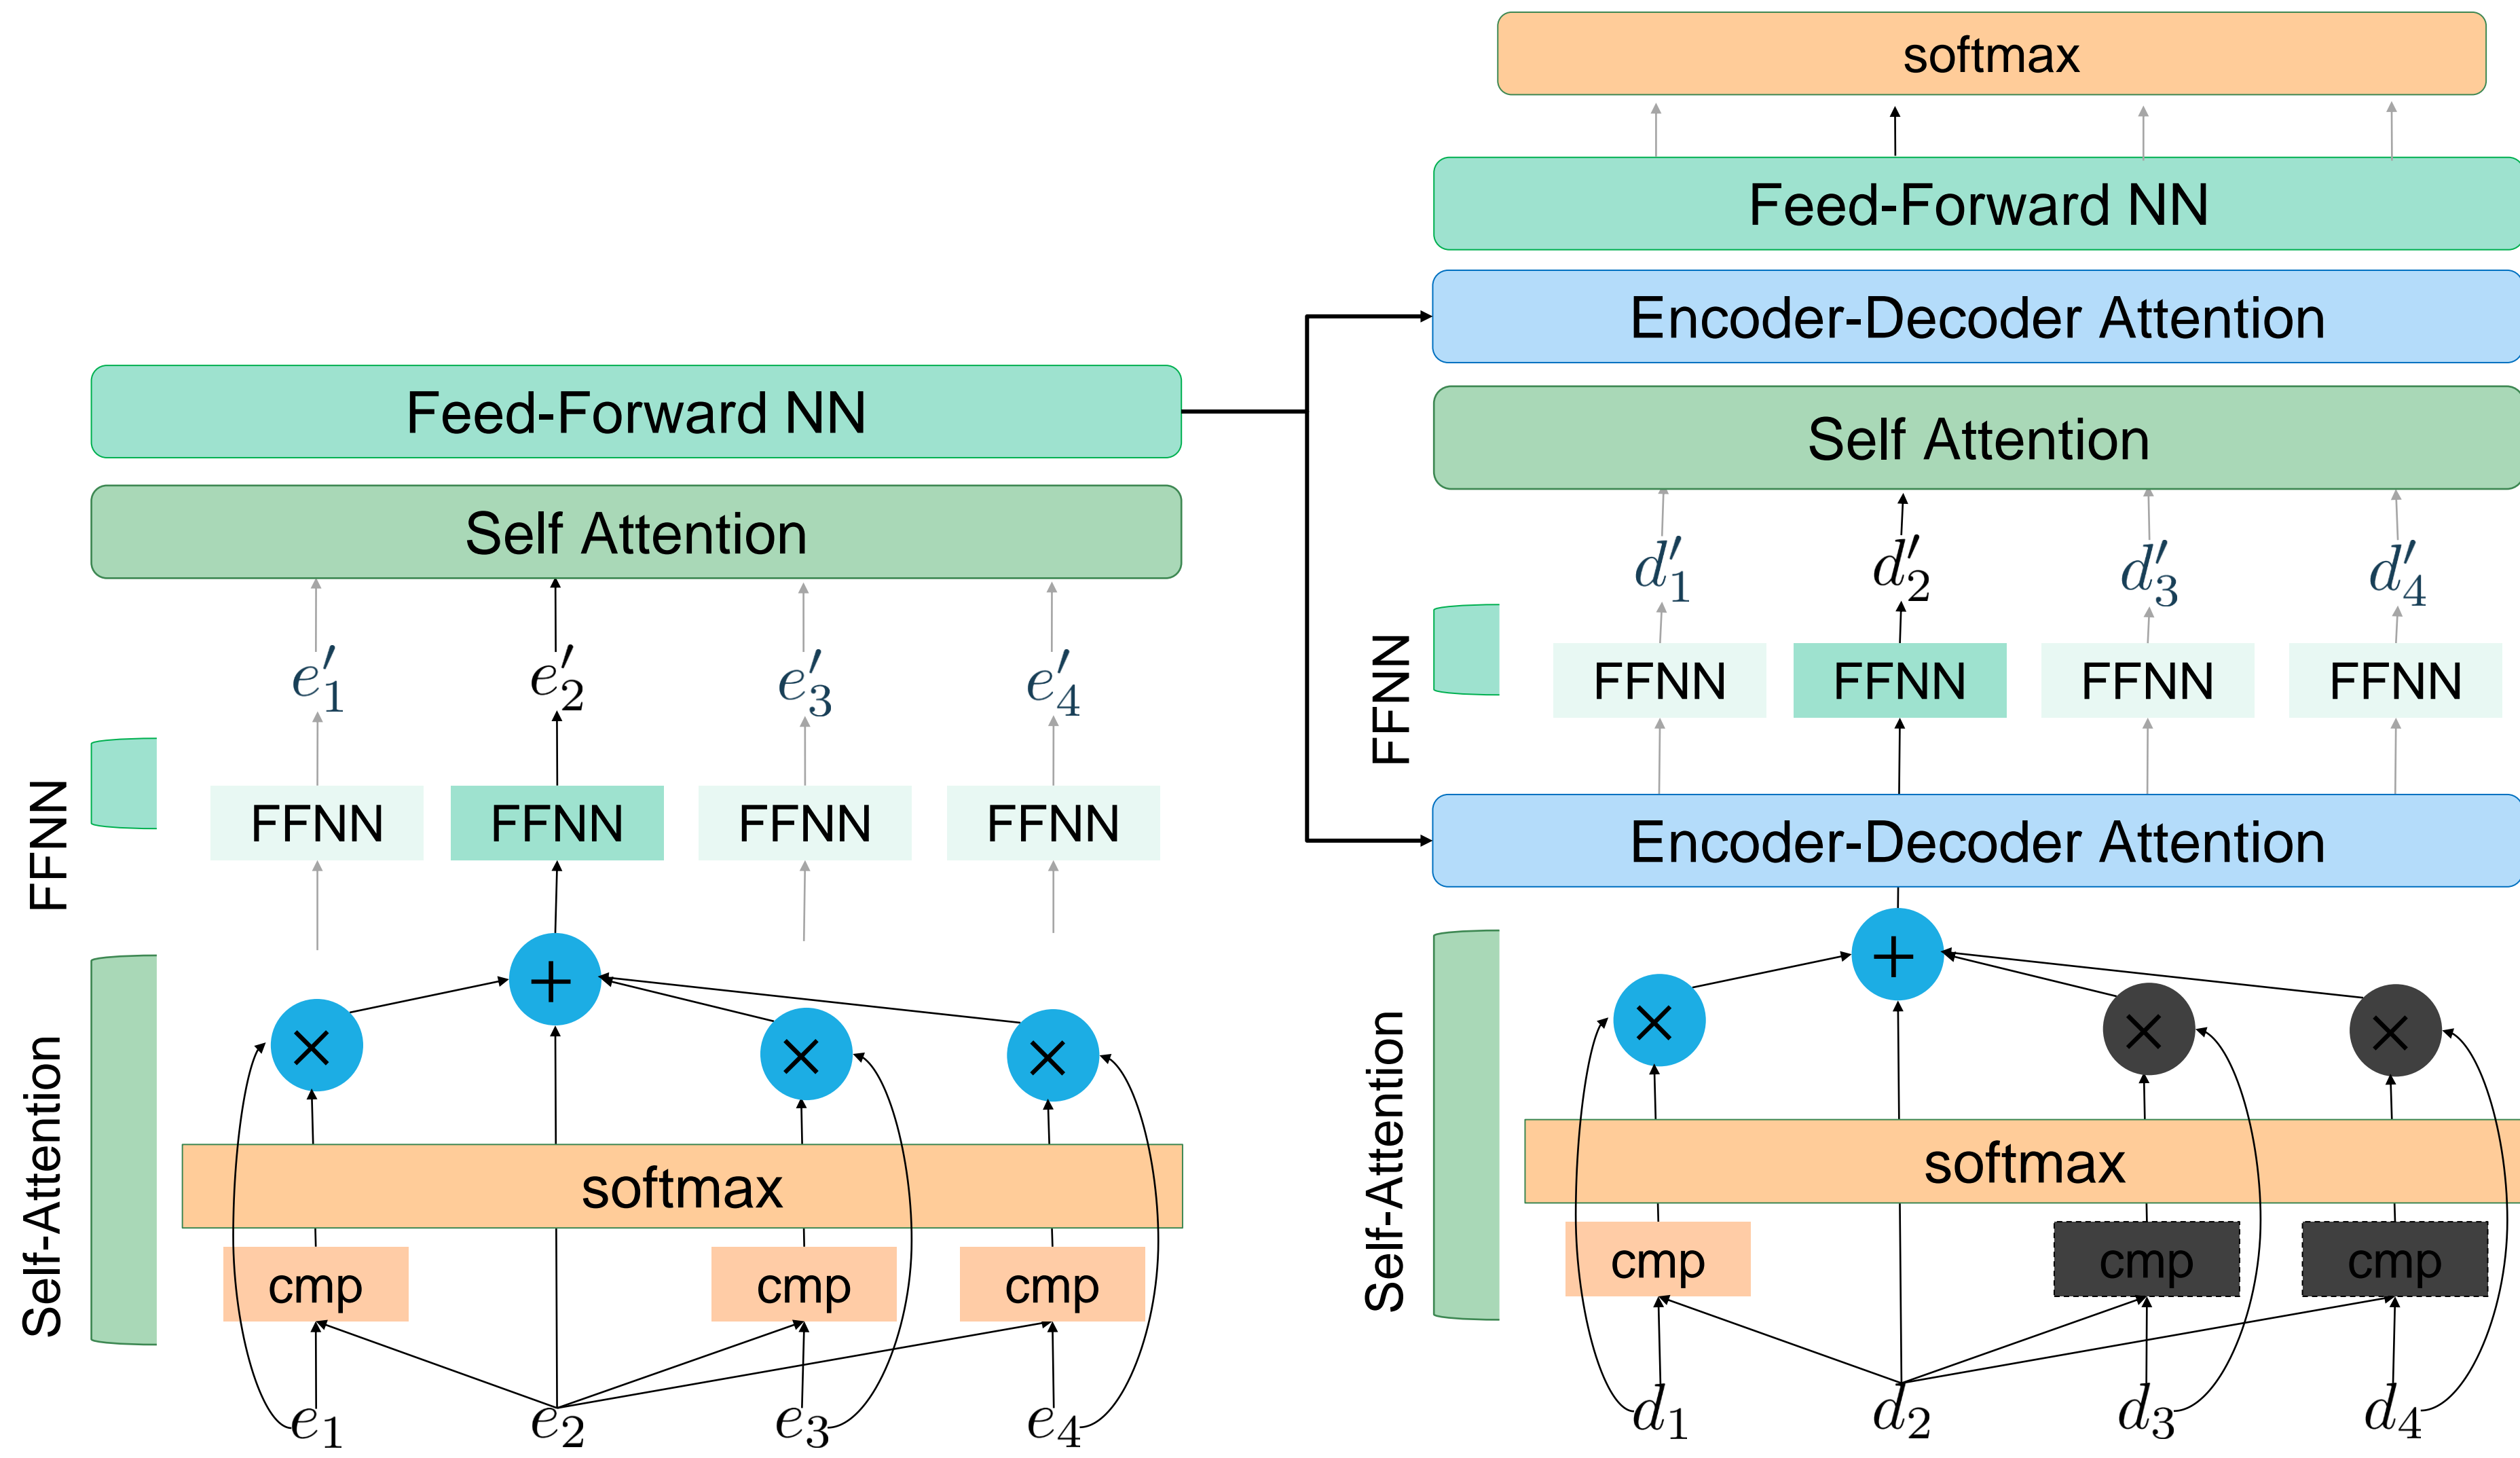 softmax
Feed-Forward NN
Encoder-Decoder Attention
Self Attention
d′₁ d′₂ d′₃ d′₄
FFNN
FFNN FFNN FFNN FFNN
Encoder-Decoder Attention
+
× × ×
Self-Attention
softmax
cmp cmp cmp
d₁ d₂ d₃ d₄
Feed-Forward NN
Self Attention
e′₁ e′₂ e′₃ e′₄
FFNN
FFNN FFNN FFNN FFNN
+
× × ×
Self-Attention
softmax
cmp cmp cmp
e₁ e₂ e₃ e₄